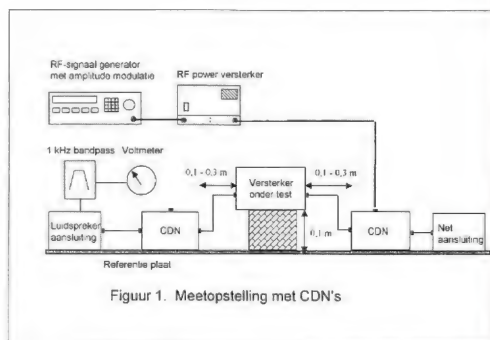 RF-signaal generator
met amplitude modulatie
RF power versterker
1 kHz bandpass
Voltmeter
0,1 - 0,3 m
Versterker
onder test
0,1 - 0,3 m
Luidspreker
aansluiting
CDN
0,1 m
CDN
Net
aansluiting
Referentie plaat
Figuur 1. Meetopstelling met CDN's